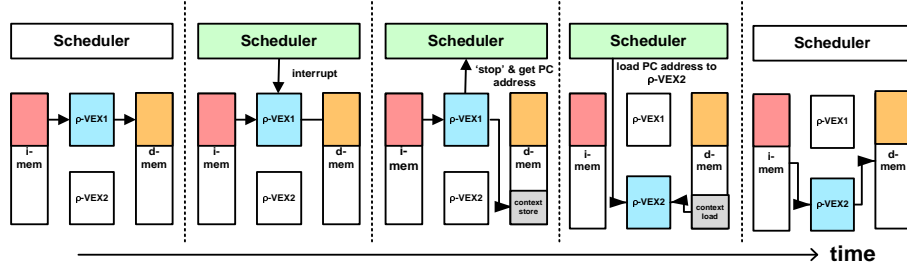 Scheduler
ρ-VEX1
i-
mem
d-
mem
ρ-VEX2
Scheduler
interrupt
ρ-VEX1
i-
mem
d-
mem
ρ-VEX2
Scheduler
‘stop’ & get PC
address
ρ-VEX1
i-
mem
d-
mem
ρ-VEX2
context
store
Scheduler
load PC address to
ρ-VEX2
ρ-VEX1
i-
mem
d-
mem
ρ-VEX2
context
load
Scheduler
ρ-VEX1
i-
mem
d-
mem
ρ-VEX2
time